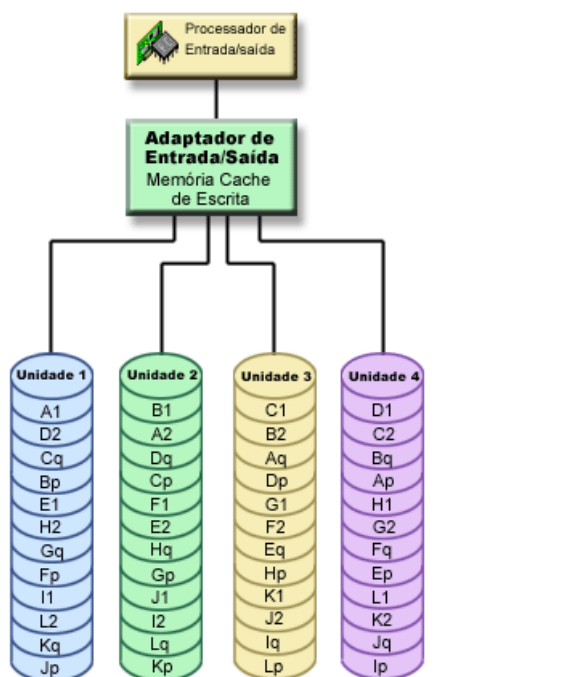 Processador de
Entrada/saída
Adaptador de
Entrada/Saída
Memória Cache
de Escrita
Unidade 1
A1
D2
Cq
Bp
E1
H2
Gq
Fp
I1
L2
Kq
Jp
Unidade 2
B1
A2
Dq
Cp
F1
E2
Hq
Gp
J1
I2
Lq
Kp
Unidade 3
C1
B2
Aq
Dp
G1
F2
Eq
Hp
K1
J2
Iq
Lp
Unidade 4
D1
C2
Bq
Ap
H1
G2
Fq
Ep
L1
K2
Jq
Ip